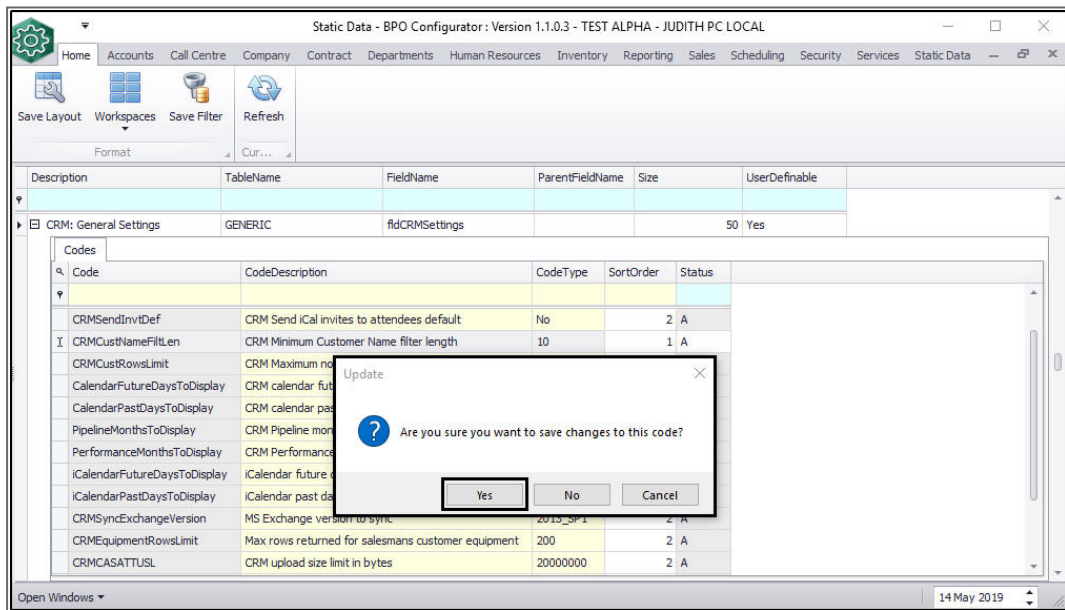 Static Data - BPO Configurator : Version 1.1.0.3 - TEST ALPHA - JUDITH PC LOCAL
Home Accounts Call Centre Company Contract Departments Human Resources Inventory Reporting Sales Scheduling Security Services Static Data
Save Layout Workspaces Save Filter Refresh
Format Cur...
Description TableName FieldName ParentFieldName Size UserDefinable
CRM: General Settings GENERIC fldCRMSettings 50 Yes
Codes
Code CodeDescription CodeType SortOrder Status
CRMSendInvtDef CRM Send iCal invites to attendees default No 2 A
CRMCustNameFiltLen CRM Minimum Customer Name filter length 10 1 A
CRMCustRowsLimit CRM Maximum no
CalendarFutureDaysToDisplay CRM calendar fut
CalendarPastDaysToDisplay CRM calendar pas
PipelineMonthsToDisplay CRM Pipeline mon
PerformanceMonthsToDisplay CRM Performance
iCalendarFutureDaysToDisplay iCalendar future
iCalendarPastDaysToDisplay iCalendar past da
CRMSyncExchangeVersion MS Exchange version to sync 2013_SP1 2 A
CRMEquipmentRowsLimit Max rows returned for salesmans customer equipment 200 2 A
CRMCASATTUSL CRM upload size limit in bytes 20000000 2 A
Update
Are you sure you want to save changes to this code?
Yes No Cancel
Open Windows 14 May 2019